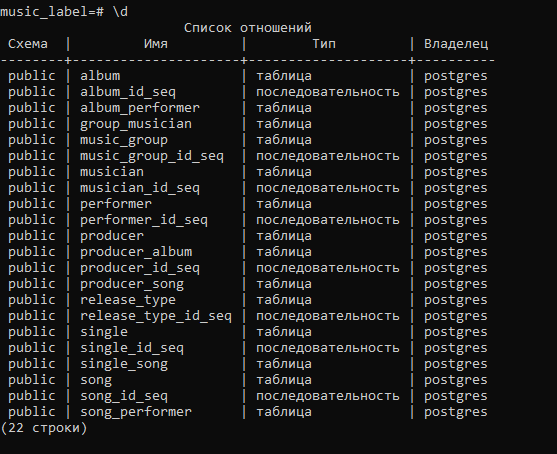 music_label=# \d
Список отношений
Схема | Имя | Тип | Владелец
--------+---------------------+--------------------+----------
public | album | таблица | postgres
public | album_id_seq | последовательность | postgres
public | album_performer | таблица | postgres
public | group_musician | таблица | postgres
public | music_group | таблица | postgres
public | music_group_id_seq | последовательность | postgres
public | musician | таблица | postgres
public | musician_id_seq | последовательность | postgres
public | performer | таблица | postgres
public | performer_id_seq | последовательность | postgres
public | producer | таблица | postgres
public | producer_album | таблица | postgres
public | producer_id_seq | последовательность | postgres
public | producer_song | таблица | postgres
public | release_type | таблица | postgres
public | release_type_id_seq | последовательность | postgres
public | single | таблица | postgres
public | single_id_seq | последовательность | postgres
public | single_song | таблица | postgres
public | song | таблица | postgres
public | song_id_seq | последовательность | postgres
public | song_performer | таблица | postgres
(22 строки)